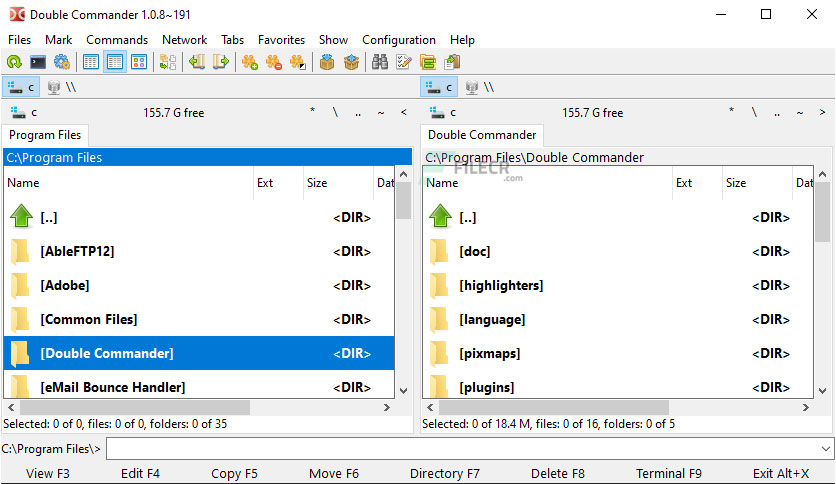 Double Commander 1.0.8~191
Files Mark Commands Network Tabs Favorites Show Configuration Help
c \\ c \\
c 155.7 G free * \ .. ~ < c 155.7 G free * \ .. ~ >
Program Files Double Commander
C:\Program Files C:\Program Files\Double Commander
FILECR
.com
Name Ext Size Dat Name Ext Size Dat
[..] <DIR> [..] <DIR>
[AbleFTP12] <DIR> [doc] <DIR>
[Adobe] <DIR> [highlighters] <DIR>
[Common Files] <DIR> [language] <DIR>
[Double Commander] <DIR> [pixmaps] <DIR>
[eMail Bounce Handler] <DIR> [plugins] <DIR>
Selected: 0 of 0, files: 0 of 0, folders: 0 of 35 Selected: 0 of 18.4 M, files: 0 of 16, folders: 0 of 5
C:\Program Files\>
View F3 Edit F4 Copy F5 Move F6 Directory F7 Delete F8 Terminal F9 Exit Alt+X